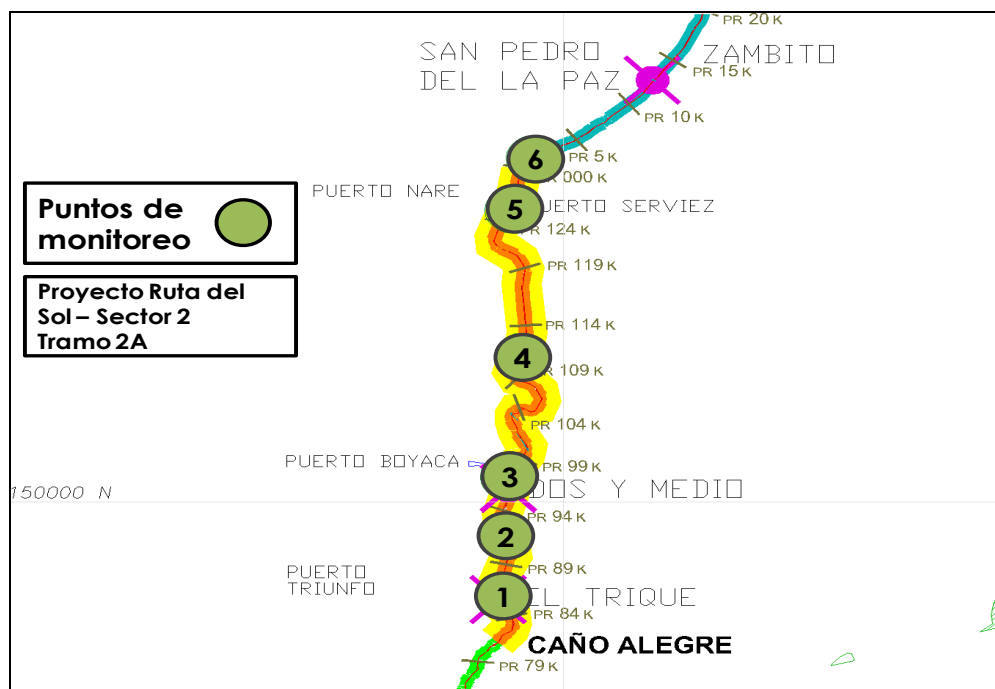 PR 20 K
SAN PEDRO
DEL LA PAZ
ZAMBITO
PR 15 K
PR 10 K
6
PR 5 K
000 K
PUERTO NARE
5
UERTO SERVIEZ
PR 124 K
Puntos de
monitoreo
PR 119 K
Proyecto Ruta del
Sol – Sector 2
Tramo 2A
PR 114 K
4
PR 109 K
PR 104 K
PUERTO BOYACA
3
PR 99 K
150000 N
DOS Y MEDIO
PR 94 K
2
PUERTO
TRIUNFO
PR 89 K
1
EL TRIQUE
PR 84 K
CAÑO ALEGRE
PR 79 K